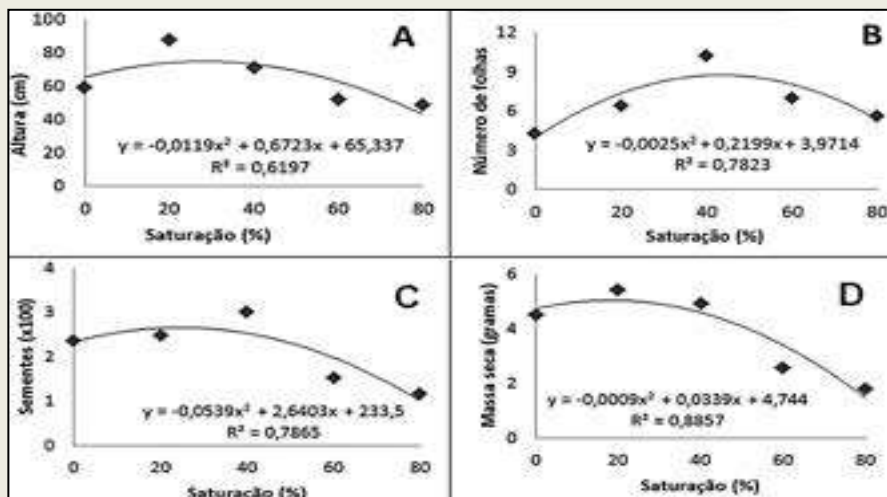 A
Altura (cm)
100
80
60
40
20
0
y = -0,0119x² + 0,6723x + 65,337
R² = 0,6197
0 20 40 60 80
Saturação (%)
B
Número de folhas
12
9
6
3
0
y = -0,0025x² + 0,2199x + 3,9714
R² = 0,7823
0 20 40 60 80
Saturação (%)
C
Sementes (x100)
4
3
2
1
0
y = -0,0539x² + 2,6403x + 233,5
R² = 0,7865
0 20 40 60 80
Saturação (%)
D
Massa seca (gramas)
6
4
2
0
y = -0,0009x² + 0,0339x + 4,744
R² = 0,8857
0 20 40 60 80
Saturação (%)